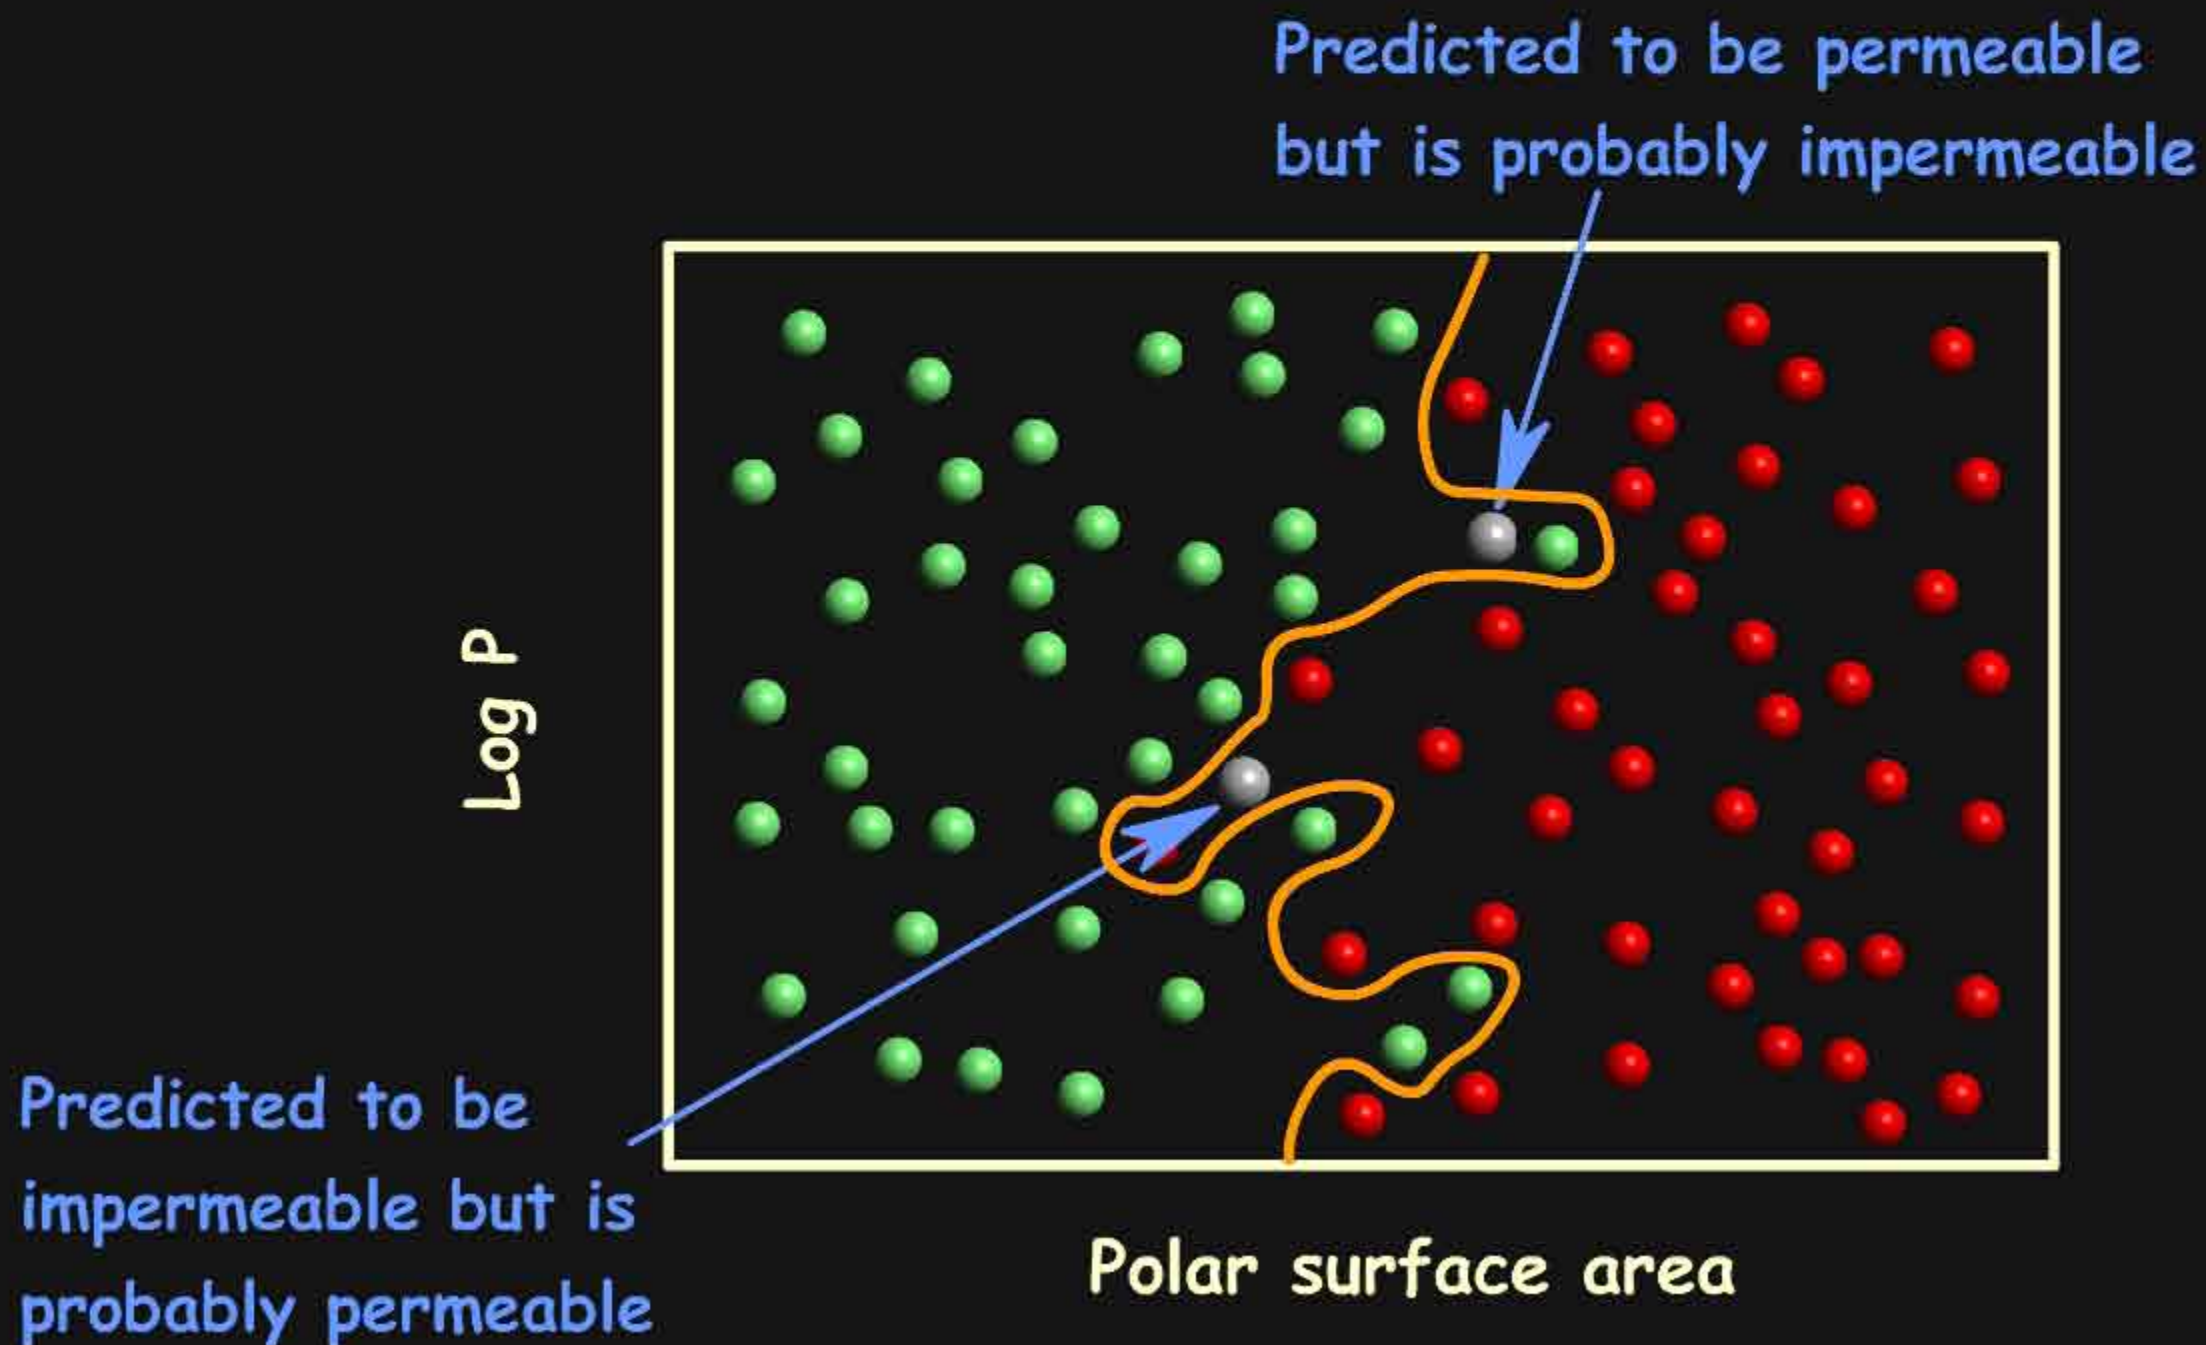 Predicted to be permeable
but is probably impermeable
Log P
Predicted to be
impermeable but is
probably permeable
Polar surface area